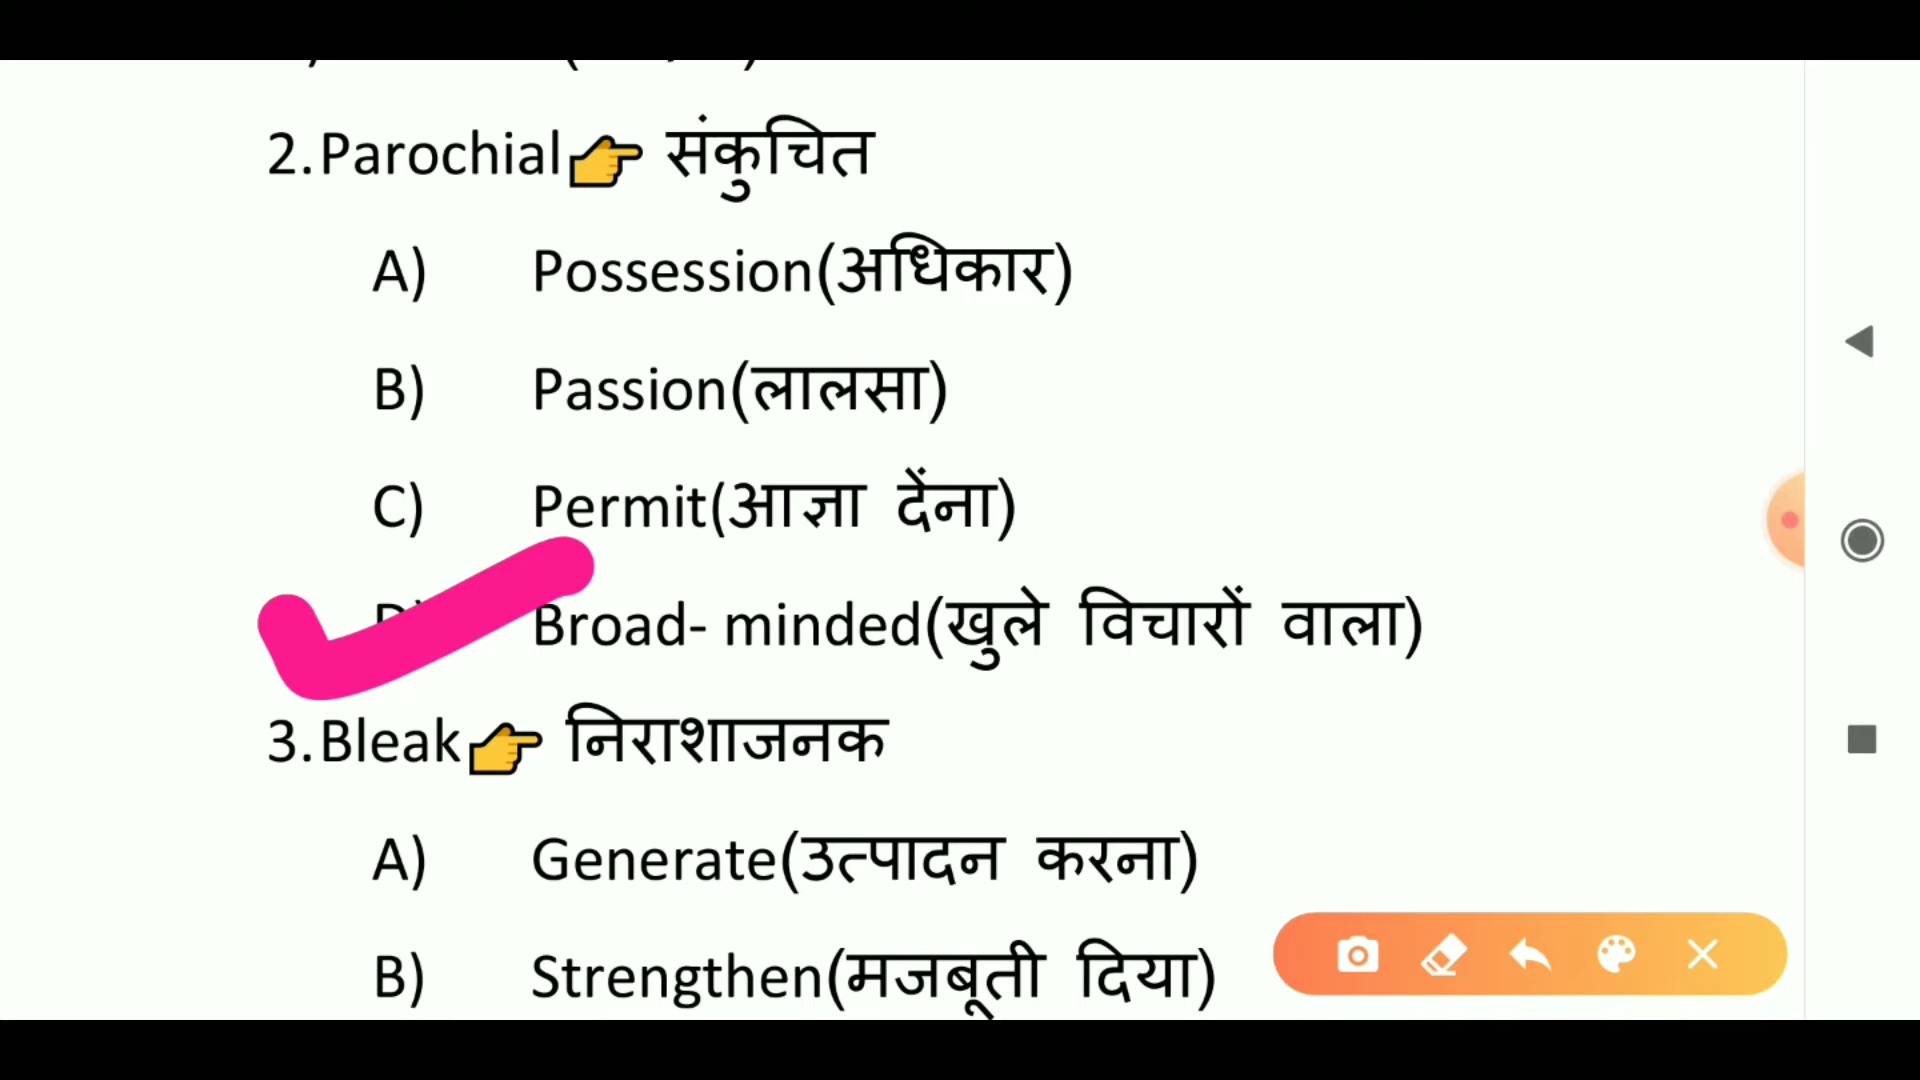 2. Parochial👉 संकुचित
A) Possession(अधिकार)
B) Passion(लालसा)
C) Permit(आज्ञा देंना)
Broad- minded(खुले विचारों वाला)
3. Bleak👉 निराशाजनक
A) Generate(उत्पादन करना)
B) Strengthen(मजबूती दिया)